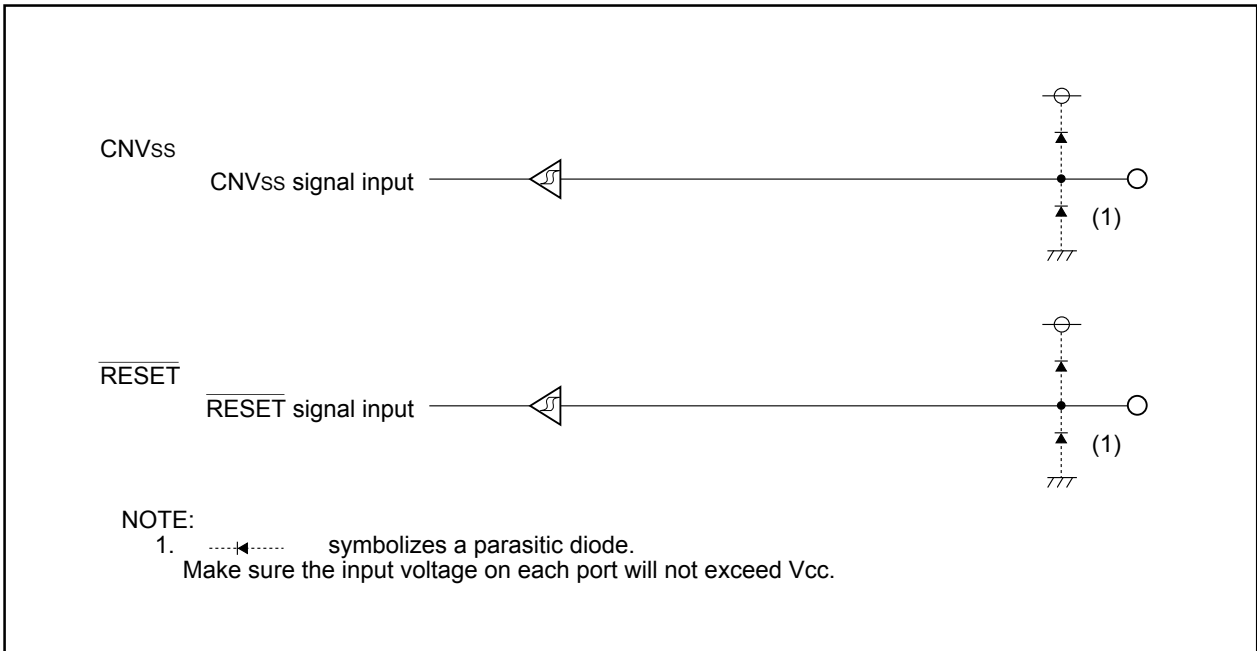 CNVss
CNVss signal input
(1)
RESET
RESET signal input
(1)
NOTE:
1. symbolizes a parasitic diode.
Make sure the input voltage on each port will not exceed Vcc.